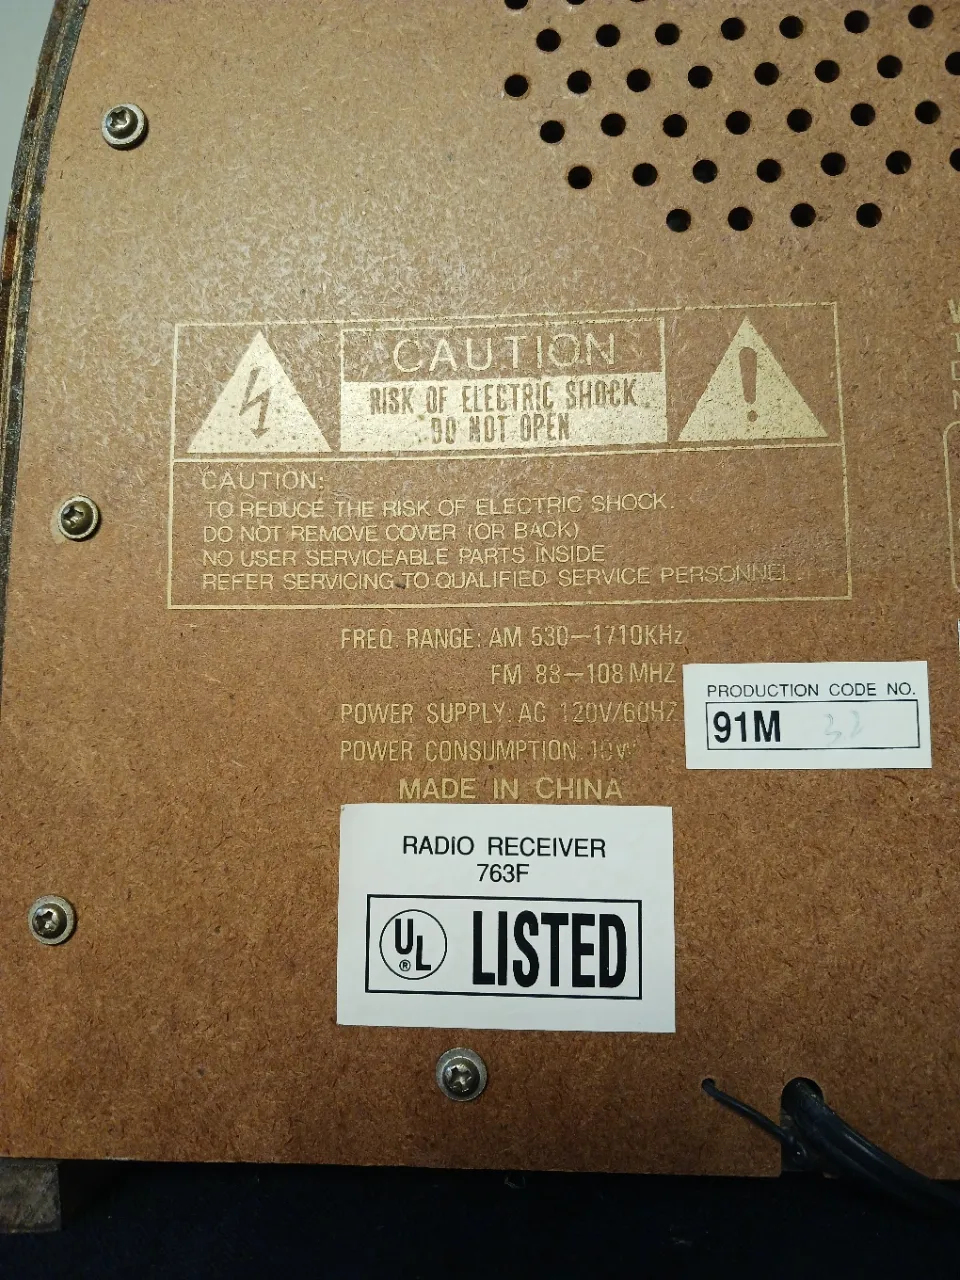 CAUTION
RISK OF ELECTRIC SHOCK
DO NOT OPEN
CAUTION:
TO REDUCE THE RISK OF ELECTRIC SHOCK.
DO NOT REMOVE COVER (OR BACK)
NO USER SERVICEABLE PARTS INSIDE
REFER SERVICING TO QUALIFIED SERVICE PERSONNEL
FREQ. RANGE: AM 530—1710KHz
FM 88—108 MHZ
POWER SUPPLY: AC 120V/60HZ
POWER CONSUMPTION: 10W
MADE IN CHINA
PRODUCTION CODE NO.
91M
RADIO RECEIVER
763F
UL® LISTED